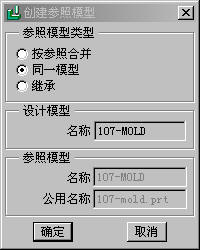 创建参照模型
参照模型类型
按参照合并
同一模型
继承
设计模型
名称 107-MOLD
参照模型
名称 107-MOLD
公用名称 107-mold.prt
确定 取消